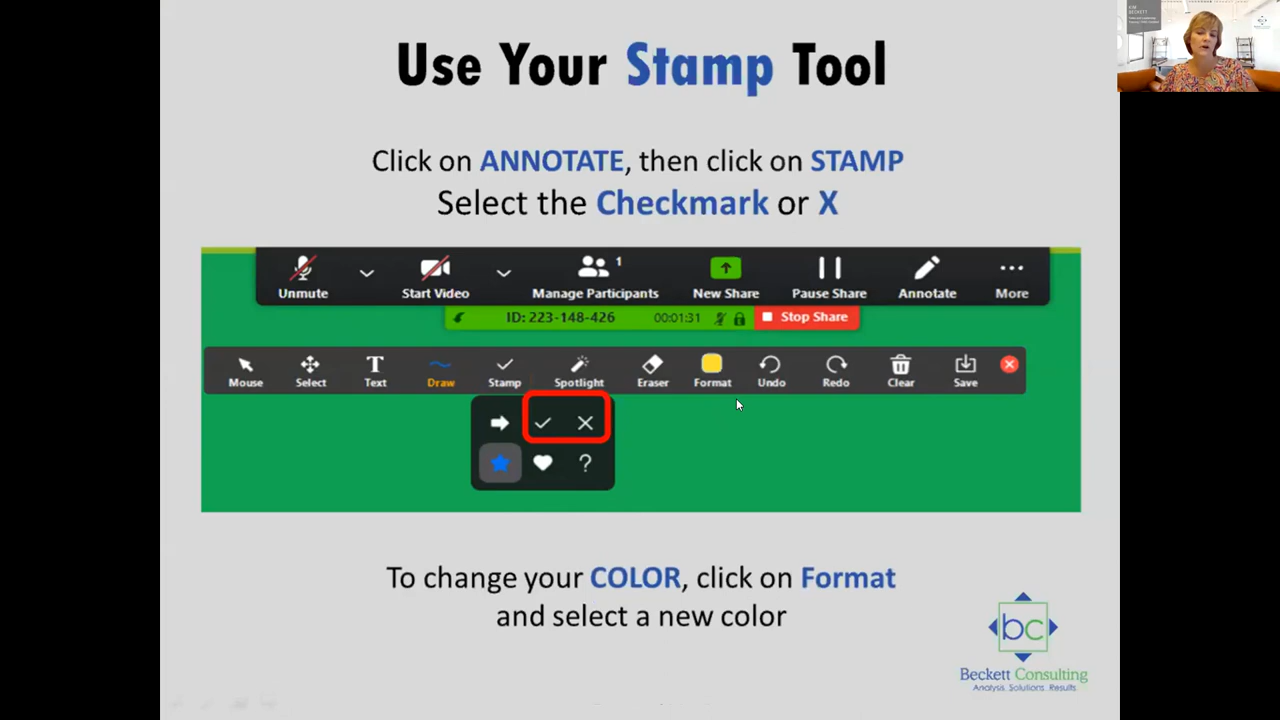 Use Your Stamp Tool
Click on ANNOTATE, then click on STAMP
Select the Checkmark or X
1
Unmute Start Video Manage Participants New Share Pause Share Annotate More
ID: 223-148-426 00:01:31 Stop Share
Mouse Select Text Draw Stamp Spotlight Eraser Format Undo Redo Clear Save
To change your COLOR, click on Format
and select a new color
bc
Beckett Consulting
Analysis. Solutions. Results.
KIM
BECKETT